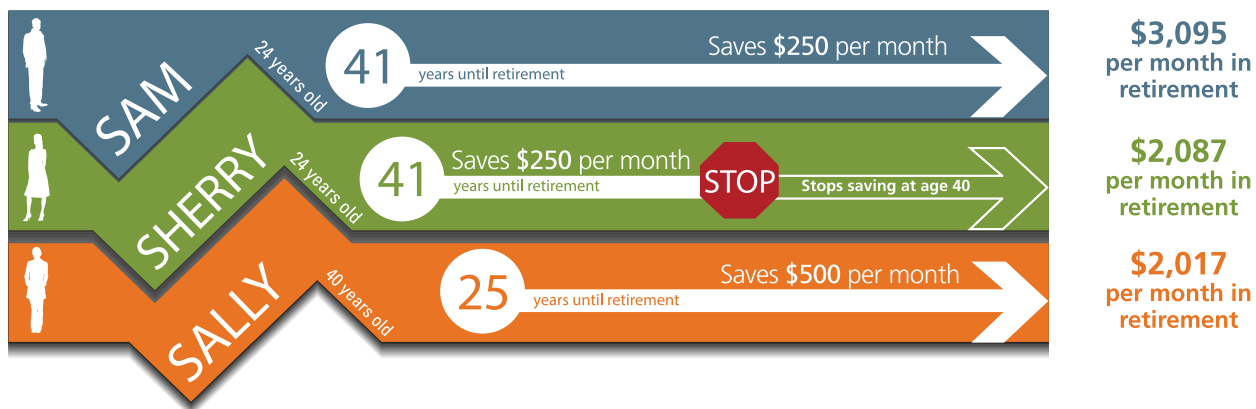 SAM
24 years old
41
years until retirement
Saves $250 per month
$3,095
per month in
retirement
SHERRY
24 years old
41
Saves $250 per month
years until retirement
STOP
Stops saving at age 40
$2,087
per month in
retirement
SALLY
40 years old
25
years until retirement
Saves $500 per month
$2,017
per month in
retirement